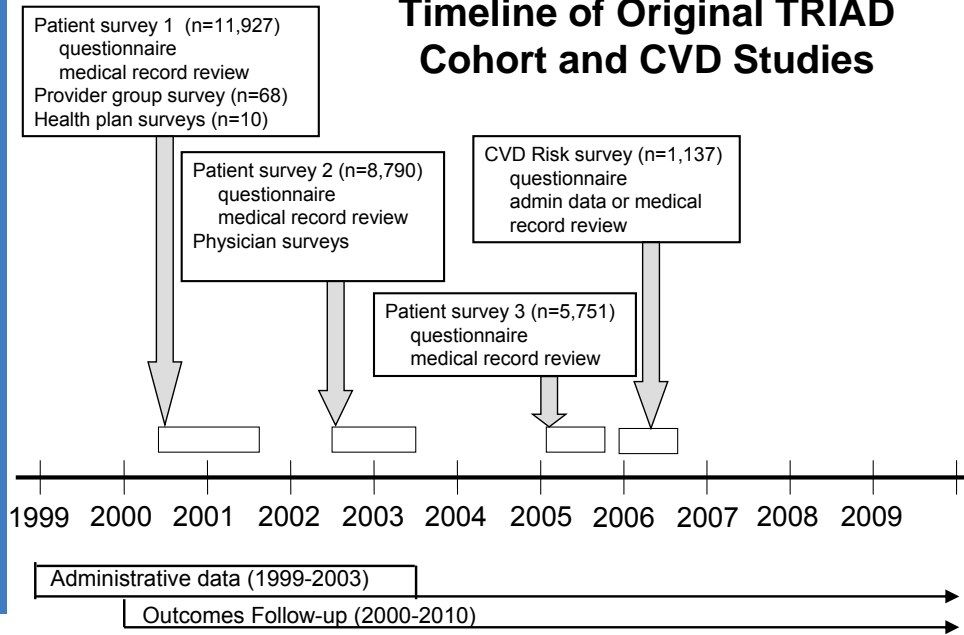 Timeline of Original TRIAD
Cohort and CVD Studies
Patient survey 1 (n=11,927)
questionnaire
medical record review
Provider group survey (n=68)
Health plan surveys (n=10)
Patient survey 2 (n=8,790)
questionnaire
medical record review
Physician surveys
CVD Risk survey (n=1,137)
questionnaire
admin data or medical
record review
Patient survey 3 (n=5,751)
questionnaire
medical record review
1999 2000 2001 2002 2003 2004 2005 2006 2007 2008 2009
Administrative data (1999-2003)
Outcomes Follow-up (2000-2010)